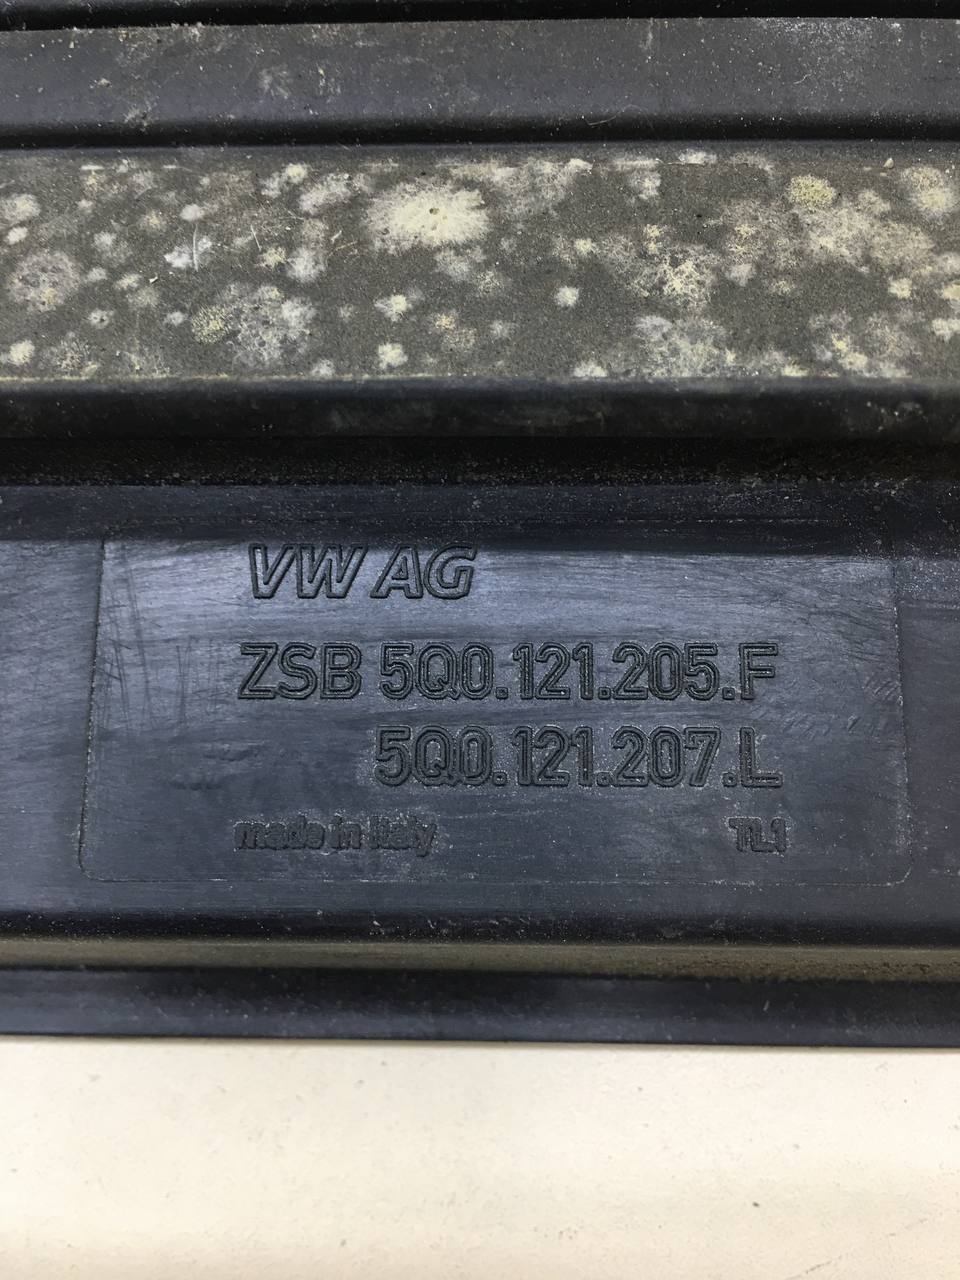 VW AG
ZSB 5Q0.121.205.F
5Q0.121.207.L
made in Italy
TL1